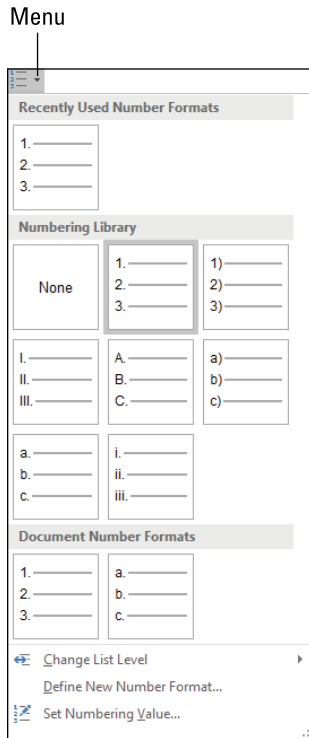 Menu
Recently Used Number Formats
1.
2.
3.
Numbering Library
None
1.
2.
3.
1)
2)
3)
I.
II.
III.
A.
B.
C.
a)
b)
c)
a.
b.
c.
i.
ii.
iii.
Document Number Formats
1.
2.
3.
a.
b.
c.
Change List Level
Define New Number Format...
Set Numbering Value...